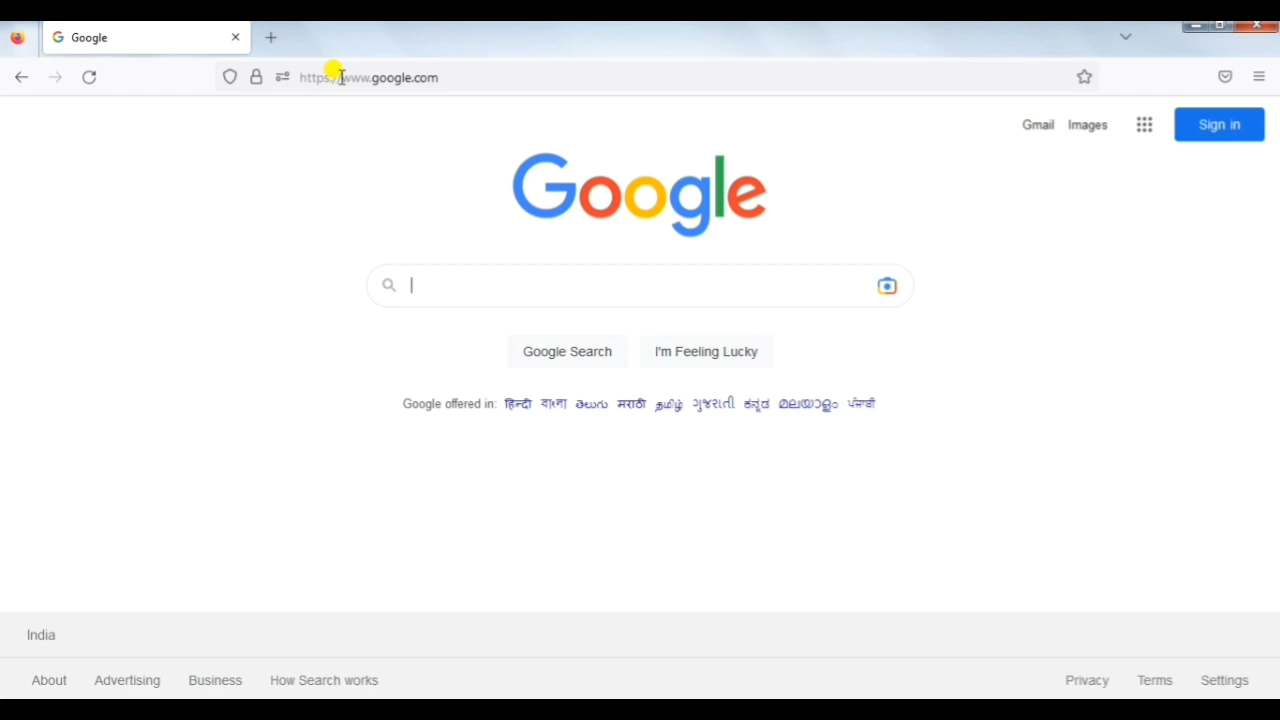 Google
https://www.google.com
Gmail Images Sign in
Google
Google Search I'm Feeling Lucky
Google offered in: हिन्दी বাংলা తెలుగు मराठी தமிழ் ગુજરાતી ಕನ್ನಡ മലയാളം ਪੰਜਾਬੀ
India
About Advertising Business How Search works Privacy Terms Settings